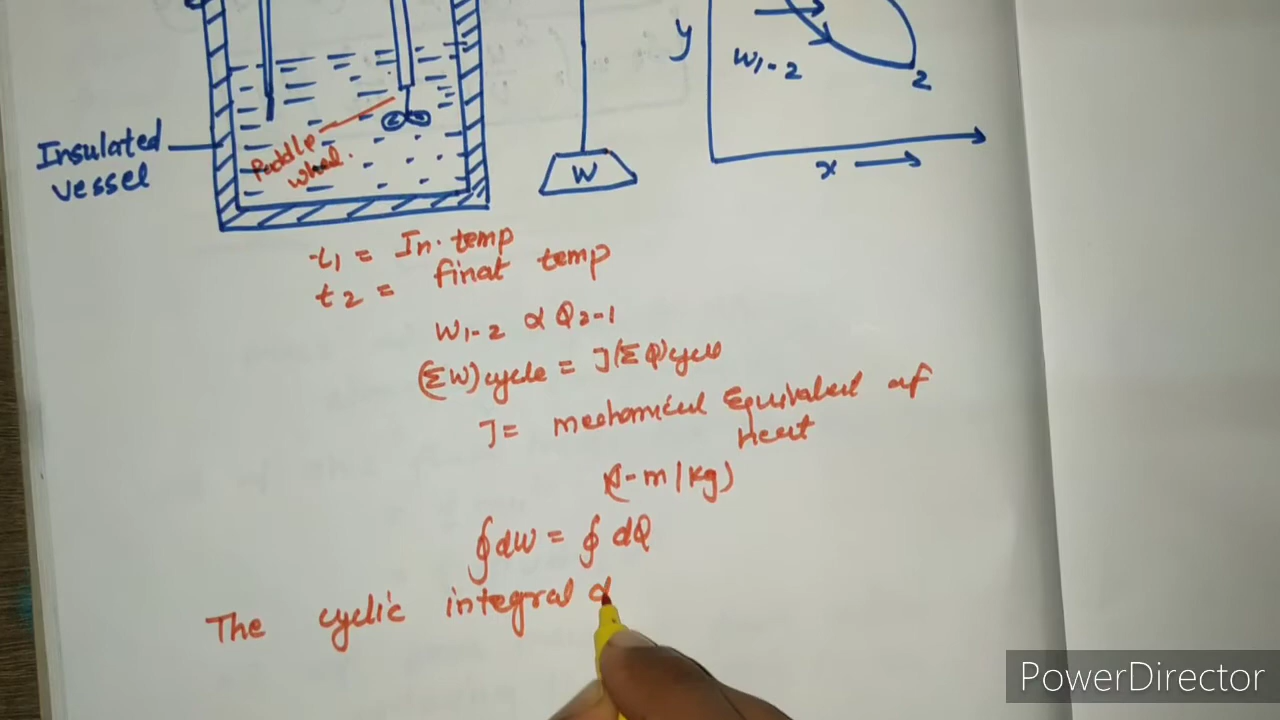 y
W1-2
2
x
Insulated
vessel
Paddle
wheel.
W
t1 = In. temp
t2 = final temp
W1-2 α Q2-1
(ΣW)cycle = J(ΣQ)cycle
J = mechanical Equivalent of
heat
-m/kg)
∮dW = ∮dQ
The cyclic integral
PowerDirector